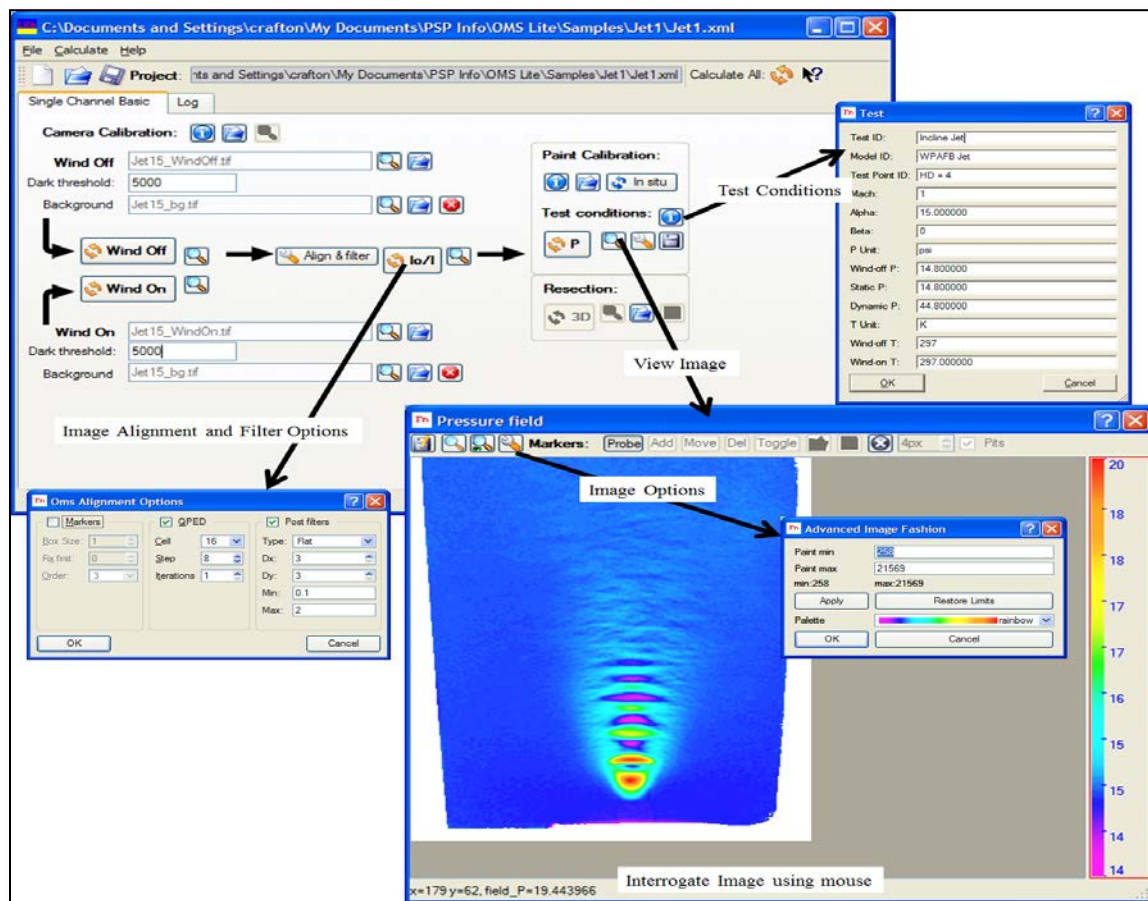 C:\Documents and Settings\crafton\My Documents\PSP Info\OMS Lite\Samples\Jet1\Jet1.xml
File Calculate Help
Project: nts and Settings\crafton\My Documents\PSP Info\OMS Lite\Samples\Jet1\Jet1.xml Calculate All:
Single Channel Basic Log
Camera Calibration:
Wind Off Jet15_WindOff.tif
Dark threshold: 5000
Background Jet15_bg.tif
Wind Off
Align & filter
Io/I
Wind On
Wind On Jet15_WindOn.tif
Dark threshold: 5000
Background Jet15_bg.tif
Paint Calibration:
In situ
Test conditions:
P
Resection:
3D
Test Conditions
View Image
Image Alignment and Filter Options
Test
Test ID: Incline Jet
Model ID: WPAFB Jet
Test Point ID: HD = 4
Mach: 1
Alpha: 15.000000
Beta: 0
P Unit: psi
Wind-off P: 14.800000
Static P: 14.800000
Dynamic P: 44.800000
T Unit: K
Wind-off T: 297
Wind-on T: 297.000000
OK Cancel
Oms Alignment Options
Markers
Box Size: 1
Fix first: 0
Order: 3
QPED
Cell 16
Step 8
Iterations 1
Post filters
Type: Flat
Dx: 3
Dy: 3
Min: 0.1
Max: 2
OK Cancel
Pressure field
Markers: Probe Add Move Del Toggle 4px Pits
Image Options
Advanced Image Fashion
Paint min 258
Paint max 21569
min:258 max:21569
Apply Restore Limits
Palette rainbow
OK Cancel
20
18
18
17
16
16
15
15
14
14
x=179 y=62, field_P=19.443966
Interrogate Image using mouse